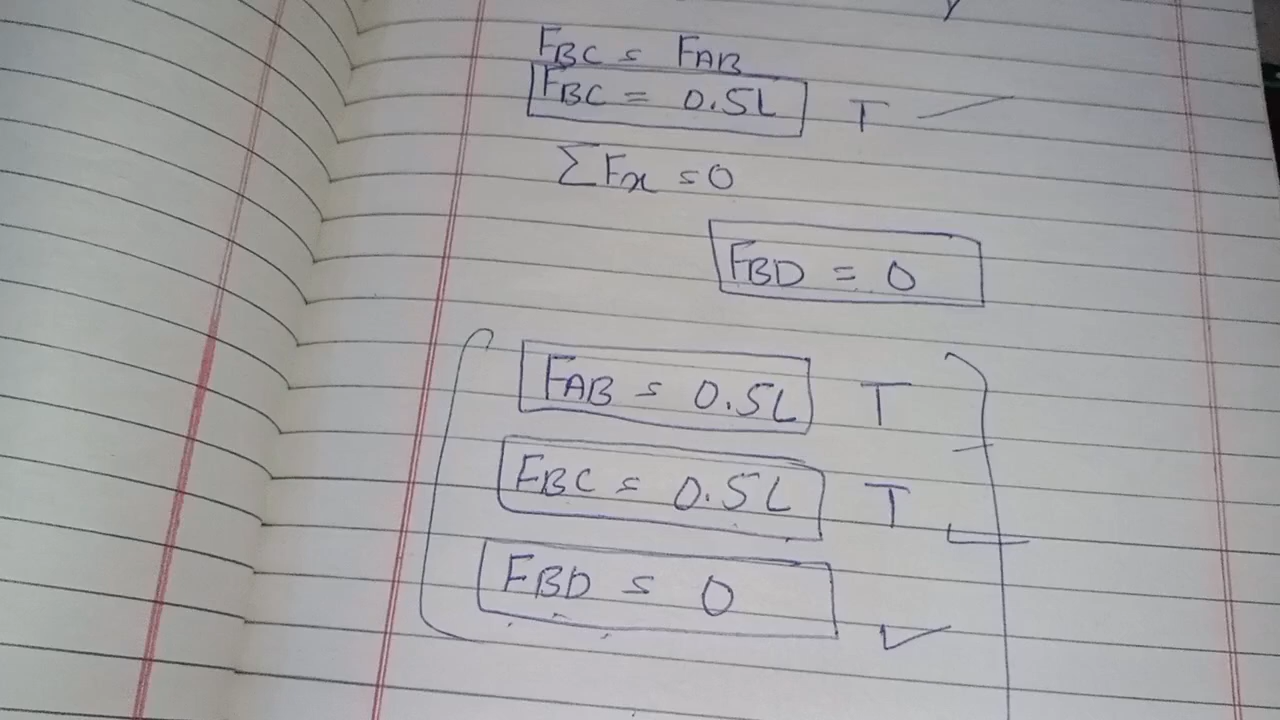 FBC = FAB
FBC = 0.5L T
ΣFx = 0
FBD = 0
FAB = 0.5L T
FBC = 0.5L T
FBD = 0